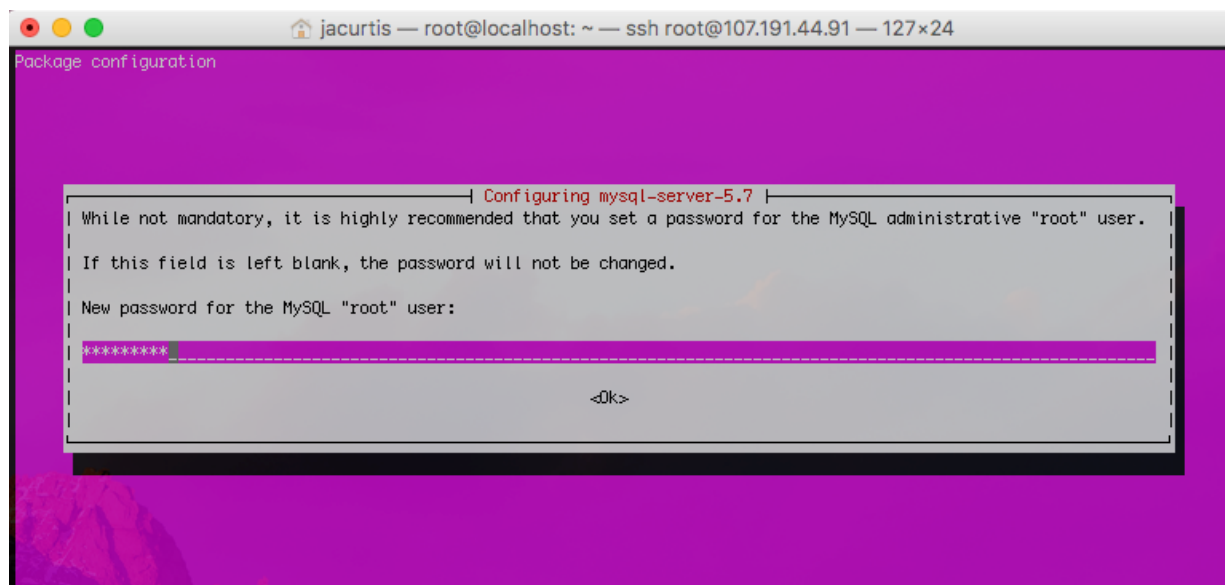 jacurtis — root@localhost: ~ — ssh root@107.191.44.91 — 127×24
Package configuration
Configuring mysql-server-5.7
While not mandatory, it is highly recommended that you set a password for the MySQL administrative "root" user.
If this field is left blank, the password will not be changed.
New password for the MySQL "root" user:
*********
<Ok>